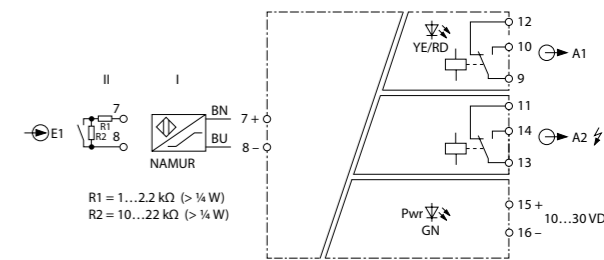 12
YE/RD
10
A1
9
II
I
11
7
BN
7 +
R1
E1
R2
8
BU
8 –
14
A2
13
NAMUR
R1 = 1…2.2 kΩ (> ¼ W)
R2 = 10…22 kΩ (> ¼ W)
15 +
Pwr
10…30 VD
GN
16 –